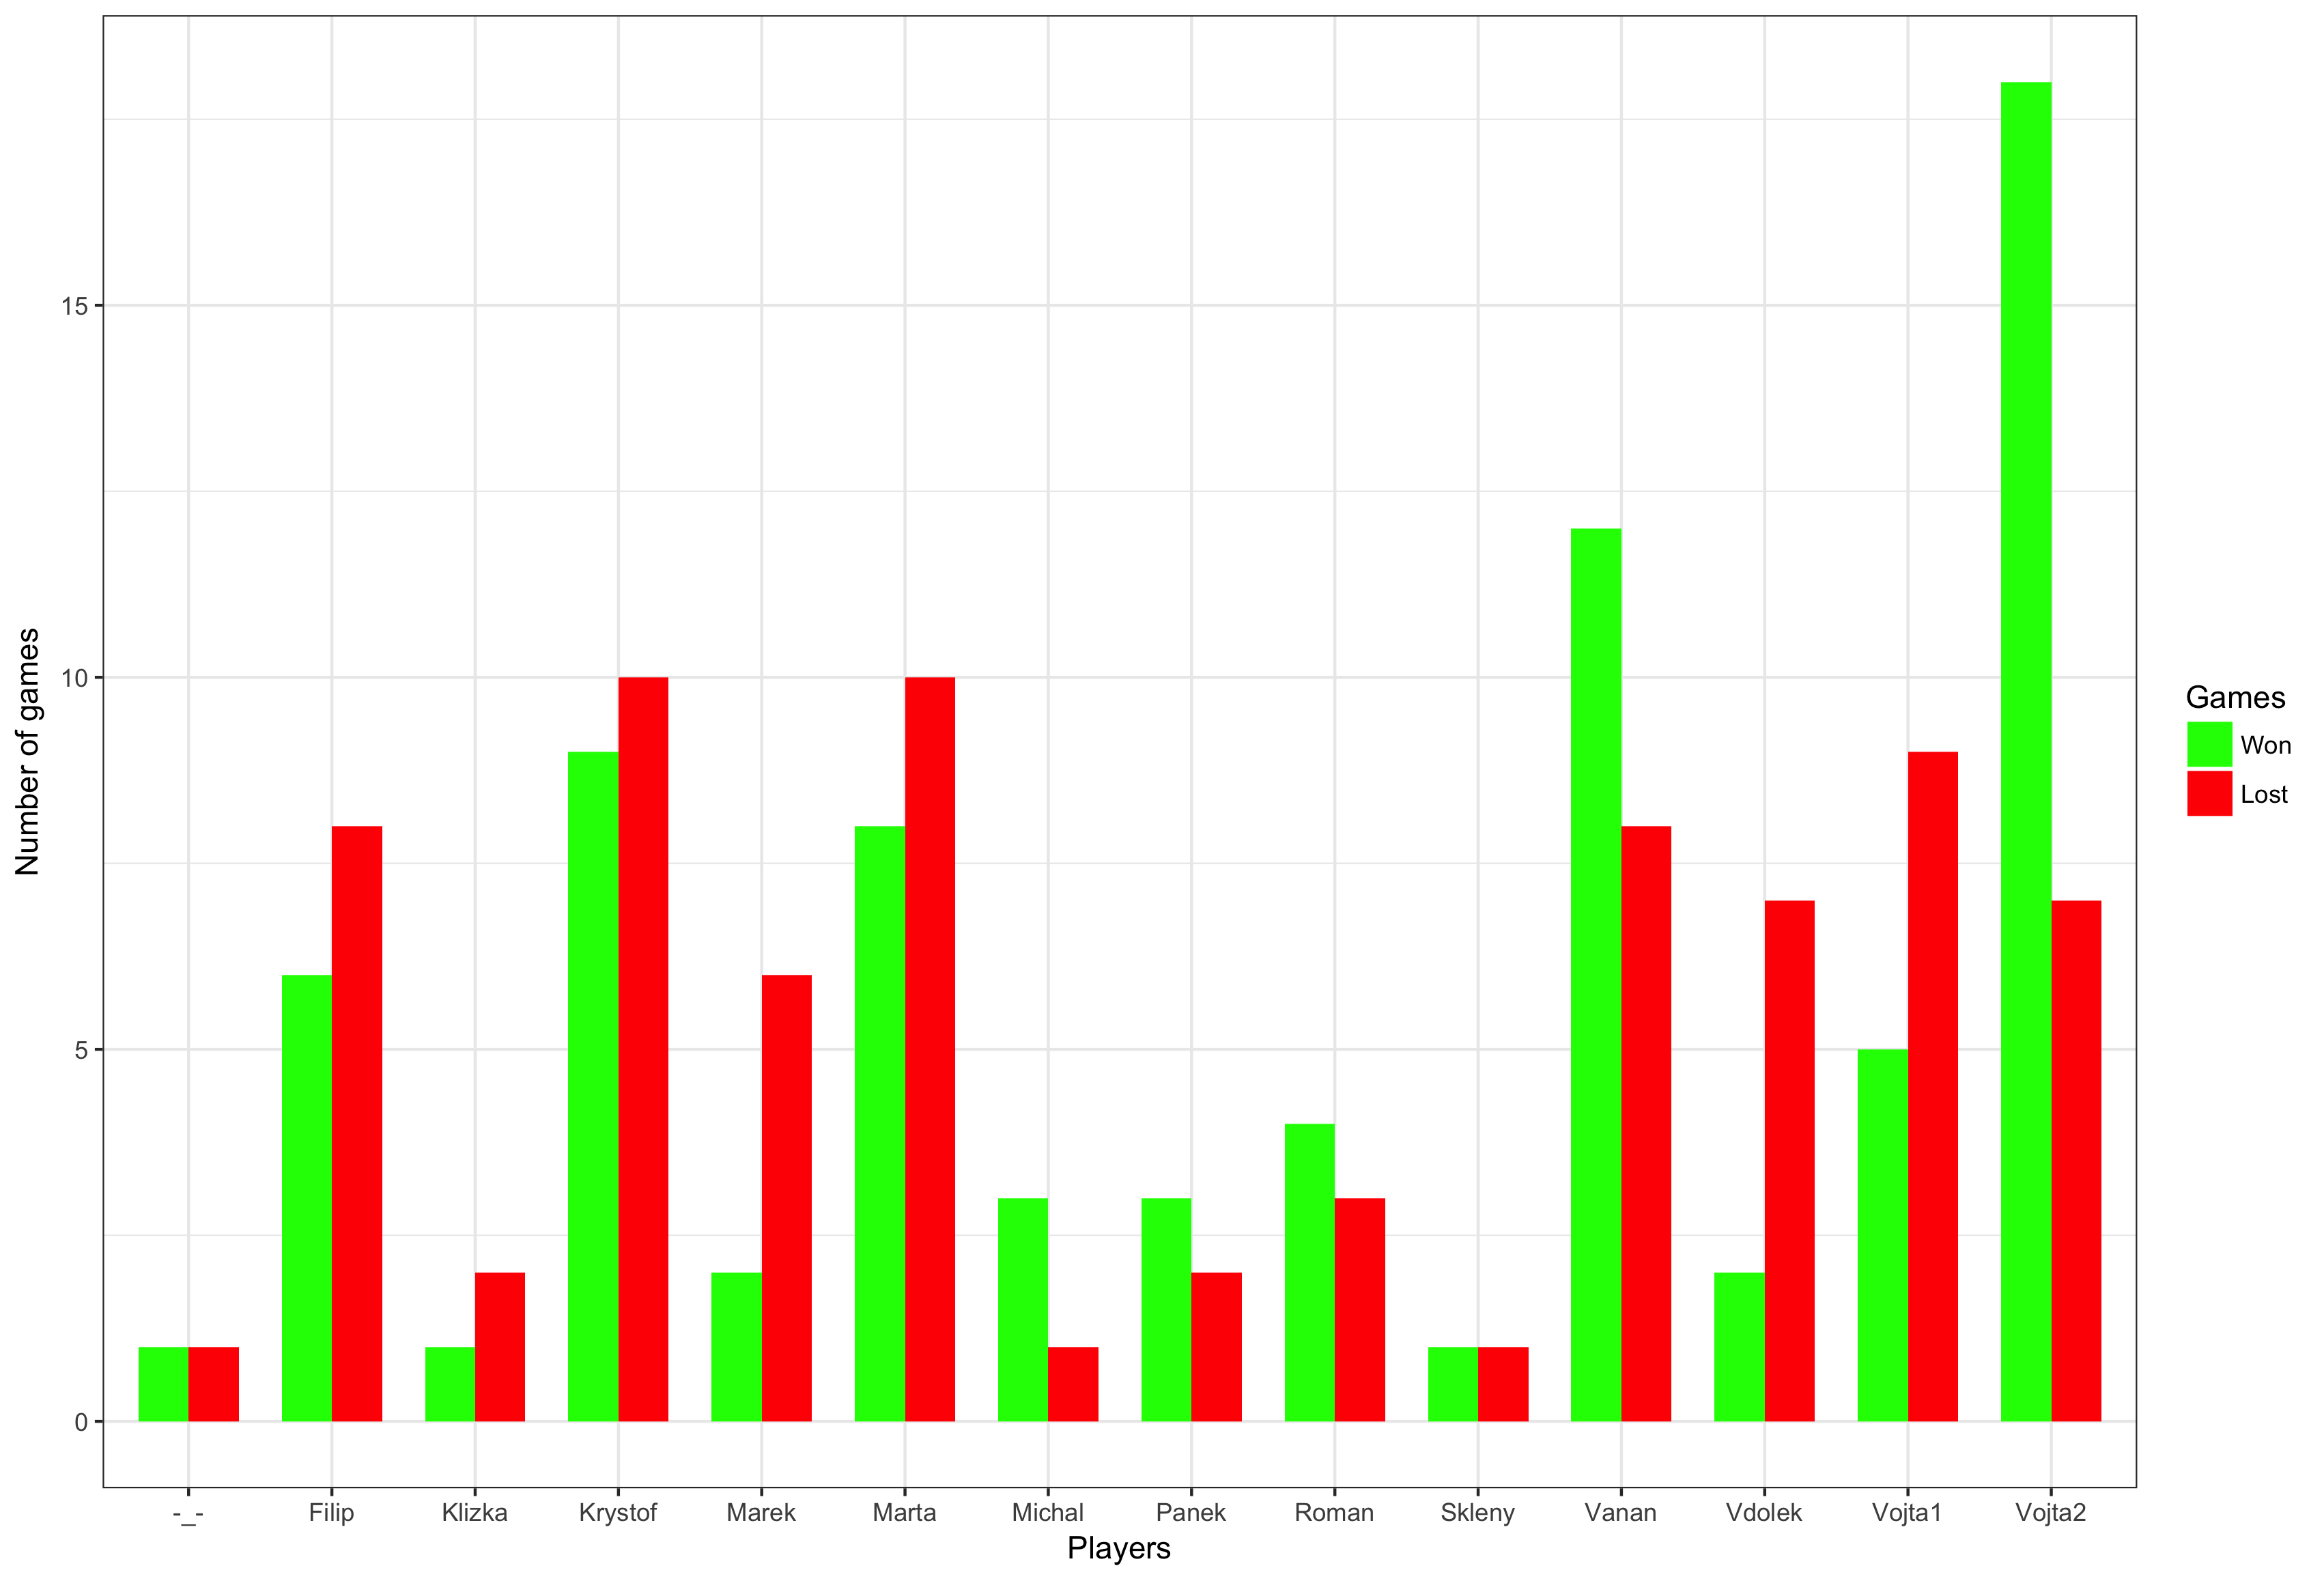 Number of games
15
10
5
0
-_- Filip Klizka Krystof Marek Marta Michal Panek Roman Skleny Vanan Vdolek Vojta1 Vojta2
Players
Games
Won
Lost